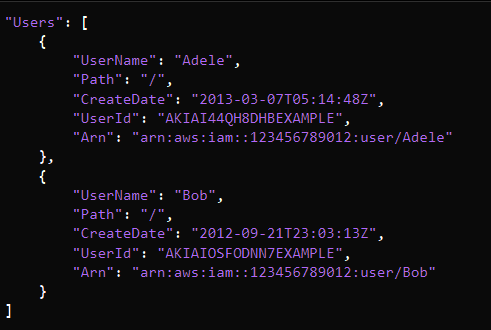 "Users": [
    {
        "UserName": "Adele",
        "Path": "/",
        "CreateDate": "2013-03-07T05:14:48Z",
        "UserId": "AKIAI44QH8DHBEXAMPLE",
        "Arn": "arn:aws:iam::123456789012:user/Adele"
    },
    {
        "UserName": "Bob",
        "Path": "/",
        "CreateDate": "2012-09-21T23:03:13Z",
        "UserId": "AKIAIOSFODNN7EXAMPLE",
        "Arn": "arn:aws:iam::123456789012:user/Bob"
    }
]